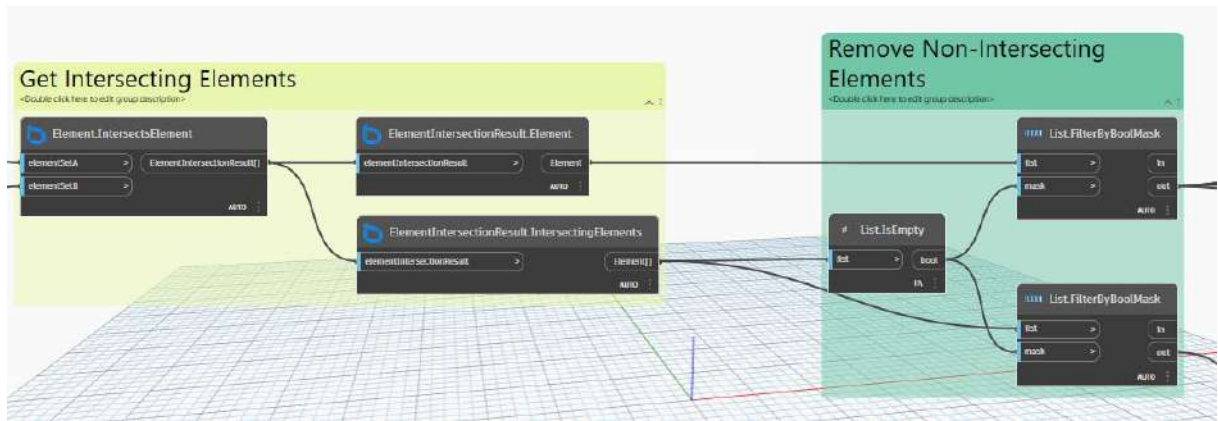 Get Intersecting Elements
<Double click here to edit group description>
Element.IntersectsElement
elementSetA > ElementIntersectionResult[]
elementSetB >
AUTO
ElementIntersectionResult.Element
elementIntersectionResult > Element
AUTO
ElementIntersectionResult.IntersectingElements
elementIntersectionResult > Element[]
AUTO
Remove Non-Intersecting
Elements
<Double click here to edit group description>
List.FilterByBoolMask
list > in
mask > out
AUTO
List.IsEmpty
list > bool
List.FilterByBoolMask
list > in
mask > out
AUTO